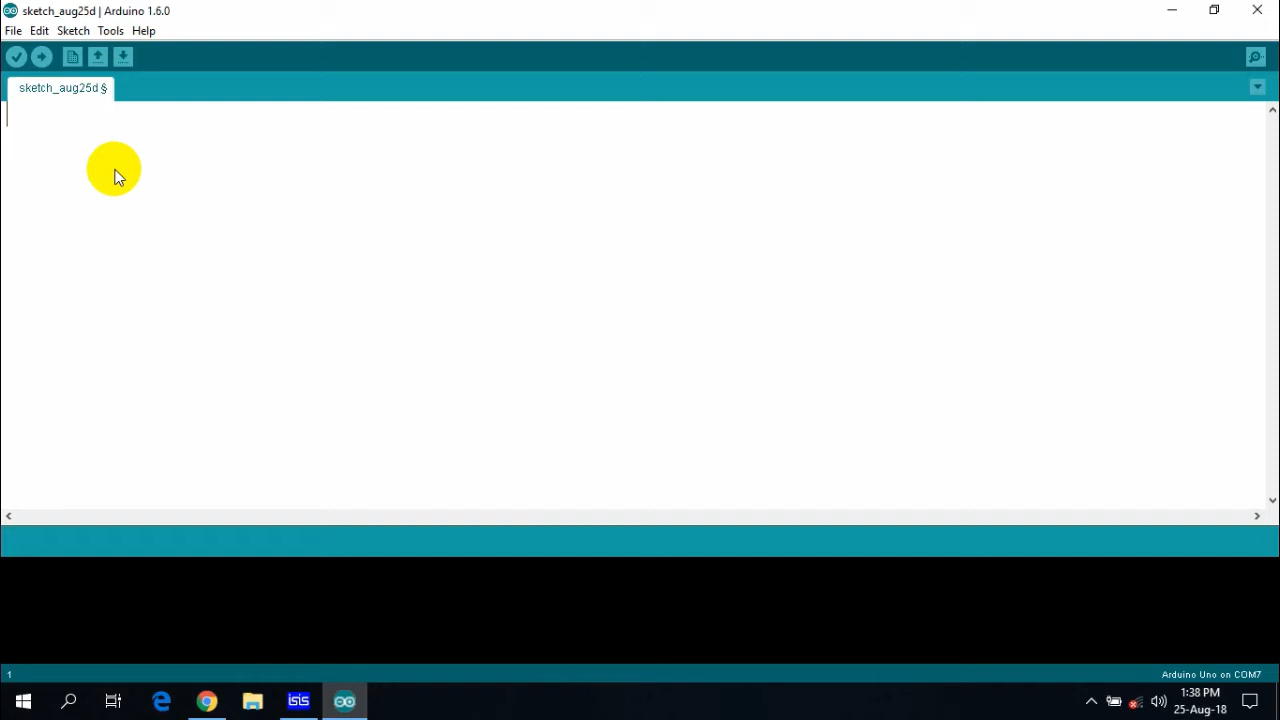 sketch_aug25d | Arduino 1.6.0
File Edit Sketch Tools Help
sketch_aug25d §
1
Arduino Uno on COM7
isis
1:38 PM
25-Aug-18